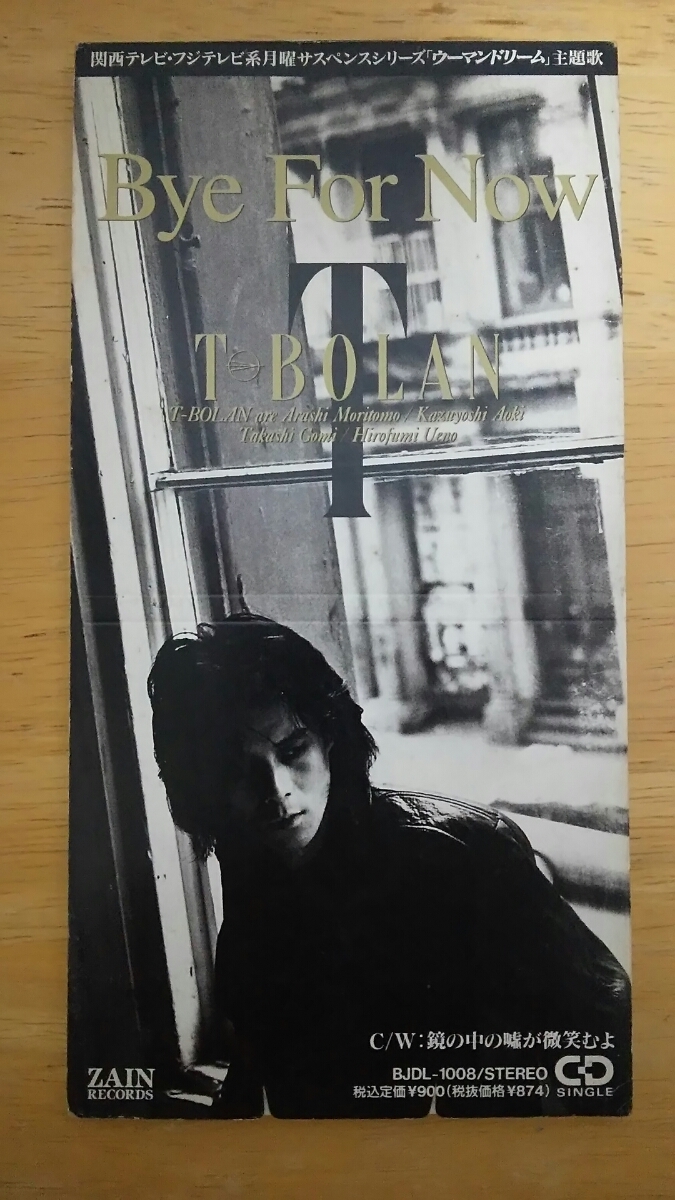 関西テレビ・フジテレビ系月曜サスペンスシリーズ「ウーマンドリーム」主題歌
Bye For Now
T
T-BOLAN
T-BOLAN are Arashi Moritomo / Kazuyoshi Aoki
Takashi Gomi / Hirofumi Ueno
C/W:鏡の中の嘘が微笑むよ
ZAIN
RECORDS
BJDL-1008/STEREO
税込定価¥900(税抜価格¥874)
CD
SINGLE